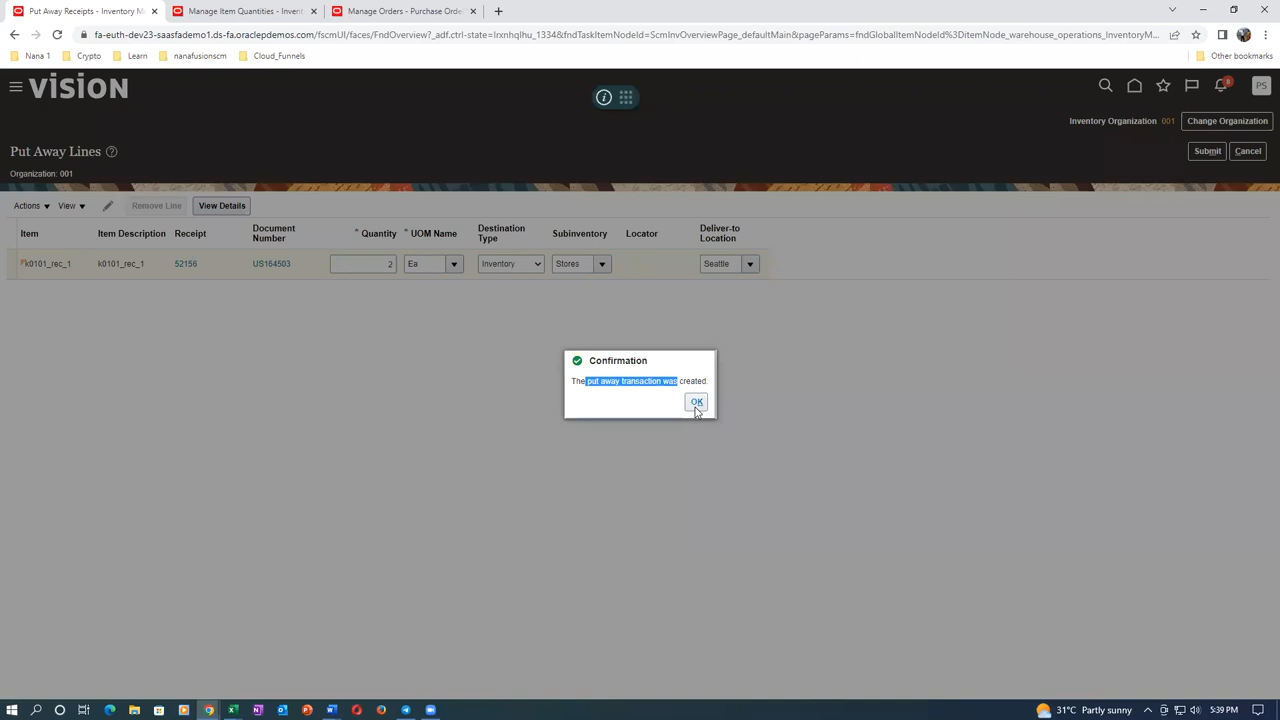 Put Away Receipts - Inventory M
Manage Item Quantities - Invent
Manage Orders - Purchase Order
fa-euth-dev23-saasfademo1.ds-fa.oraclepdemos.com/fscmUI/faces/FndOverview?_adf.ctrl-state=lrxnhqlhu_1334&fndTaskItemNodeId=ScmInvOverviewPage_defaultMain&pageParams=fndGlobalItemNodeId%3DitemNode_warehouse_operations_InventoryM...
Nana 1
Crypto
Learn
nanafusionscm
Cloud_Funnels
Other bookmarks
VISION
8
PS
Inventory Organization 001
Change Organization
Put Away Lines
Submit
Cancel
Organization: 001
Actions
View
Remove Line
View Details
Item
Item Description
Receipt
Document Number
* Quantity
* UOM Name
Destination Type
Subinventory
Locator
Deliver-to Location
k0101_rec_1
k0101_rec_1
52156
US164503
2
Ea
Inventory
Stores
Seattle
Confirmation
The put away transaction was created.
OK
31°C Partly sunny
5:39 PM